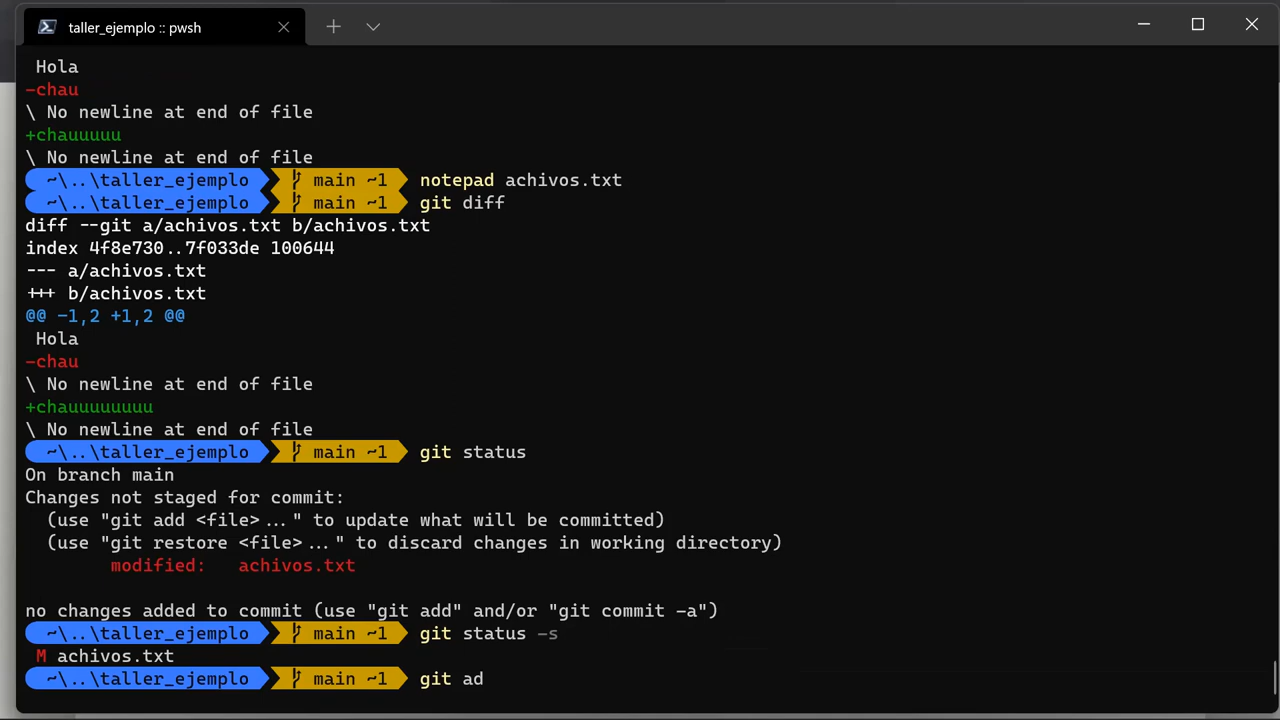 taller_ejemplo :: pwsh
Hola
-chau
\ No newline at end of file
+chauuuuu
\ No newline at end of file
~\..\taller_ejemplo main ~1 notepad achivos.txt
~\..\taller_ejemplo main ~1 git diff
diff --git a/achivos.txt b/achivos.txt
index 4f8e730..7f033de 100644
--- a/achivos.txt
+++ b/achivos.txt
@@ -1,2 +1,2 @@
Hola
-chau
\ No newline at end of file
+chauuuuuuuu
\ No newline at end of file
~\..\taller_ejemplo main ~1 git status
On branch main
Changes not staged for commit:
(use "git add <file>..." to update what will be committed)
(use "git restore <file>..." to discard changes in working directory)
modified: achivos.txt
no changes added to commit (use "git add" and/or "git commit -a")
~\..\taller_ejemplo main ~1 git status -s
M achivos.txt
~\..\taller_ejemplo main ~1 git ad